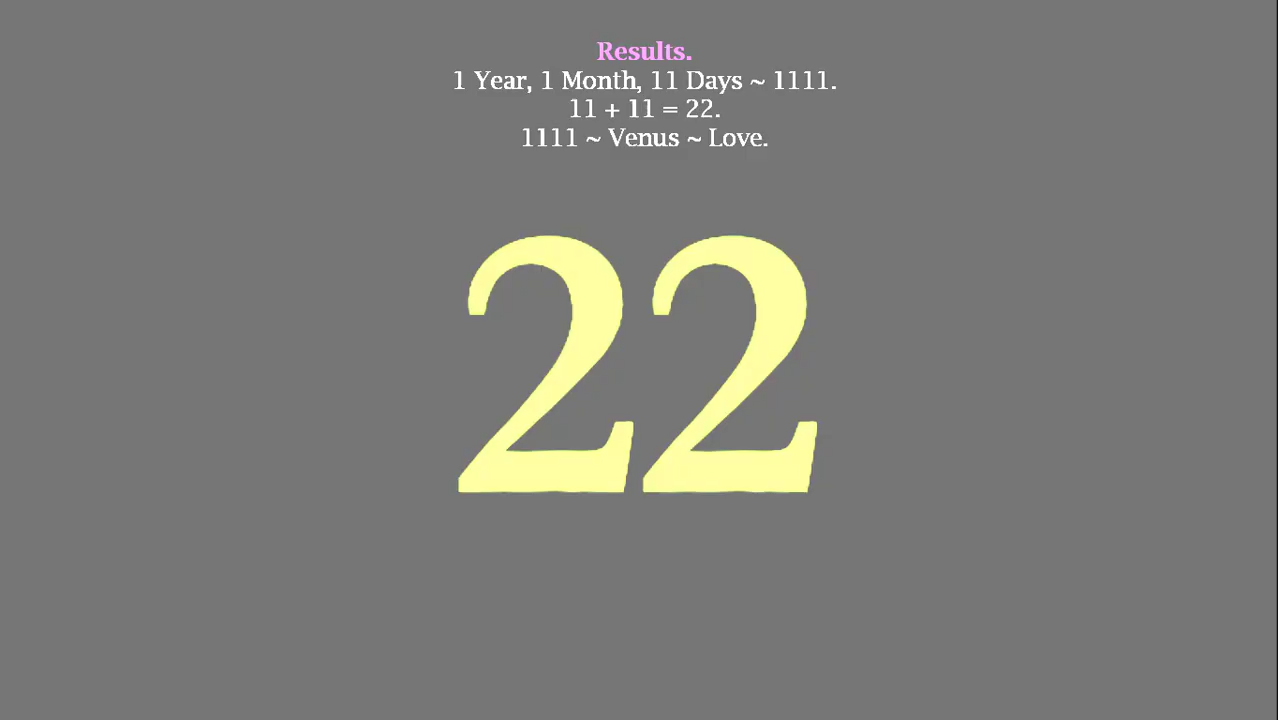 Results.
1 Year, 1 Month, 11 Days ~ 1111.
11 + 11 = 22.
1111 ~ Venus ~ Love.
22